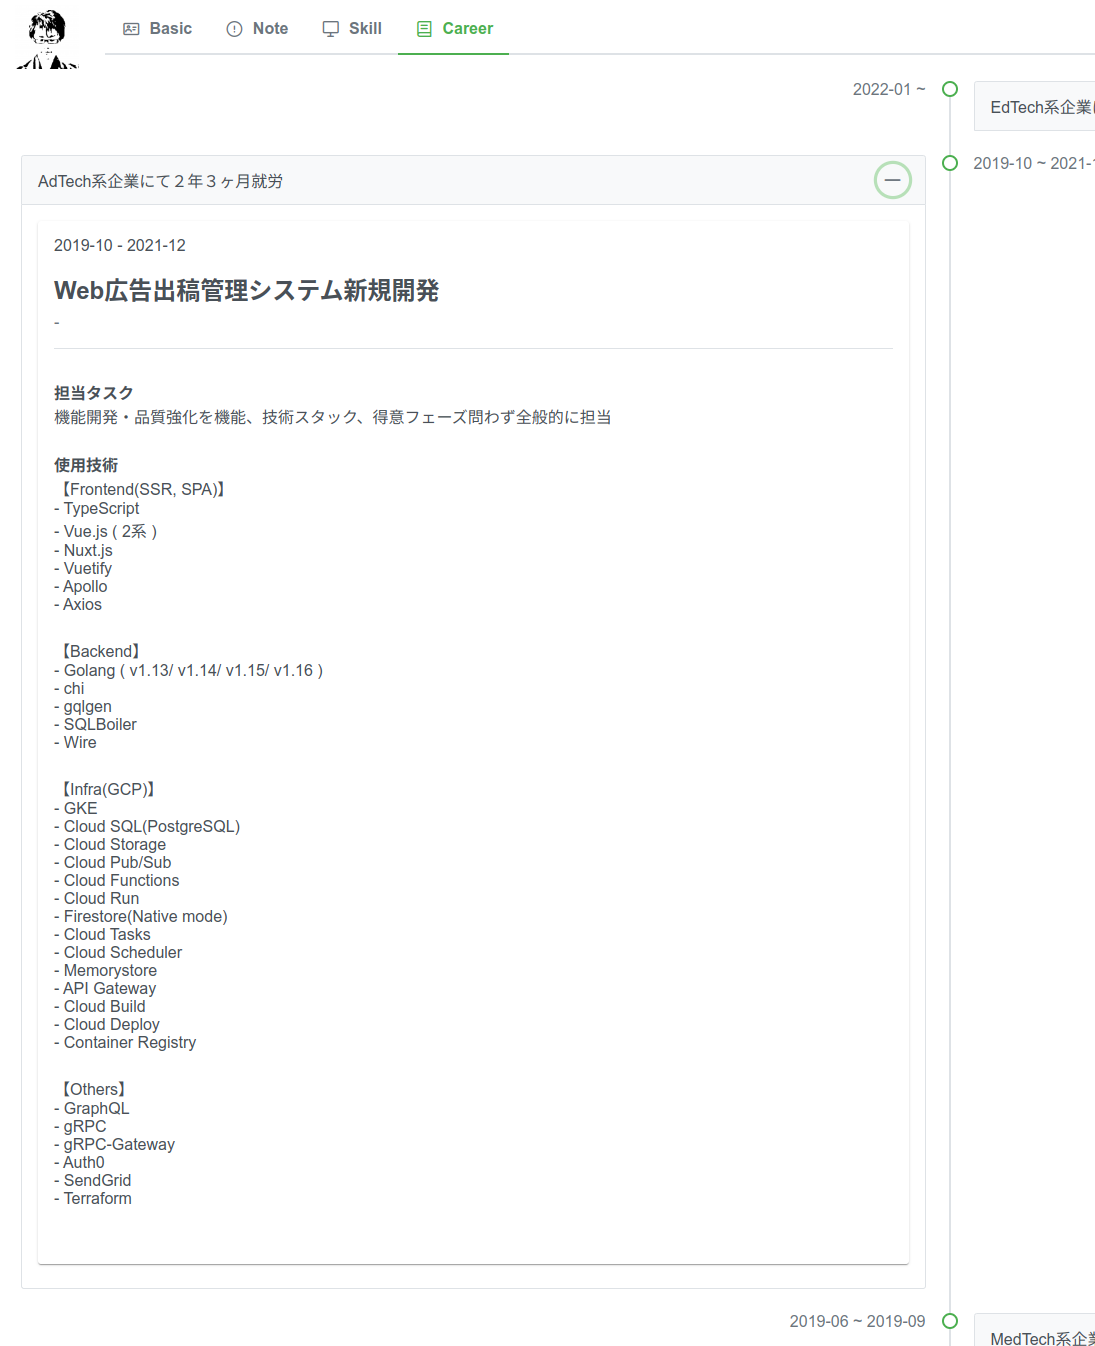 Basic Note Skill Career
2022-01 ~
EdTech系企業
2019-10 ~ 2021-
AdTech系企業にて２年３ヶ月就労
2019-10 - 2021-12
Web広告出稿管理システム新規開発
-
担当タスク
機能開発・品質強化を機能、技術スタック、得意フェーズ問わず全般的に担当
使用技術
【Frontend(SSR, SPA)】
- TypeScript
- Vue.js ( 2系 )
- Nuxt.js
- Vuetify
- Apollo
- Axios
【Backend】
- Golang ( v1.13/ v1.14/ v1.15/ v1.16 )
- chi
- gqlgen
- SQLBoiler
- Wire
【Infra(GCP)】
- GKE
- Cloud SQL(PostgreSQL)
- Cloud Storage
- Cloud Pub/Sub
- Cloud Functions
- Cloud Run
- Firestore(Native mode)
- Cloud Tasks
- Cloud Scheduler
- Memorystore
- API Gateway
- Cloud Build
- Cloud Deploy
- Container Registry
【Others】
- GraphQL
- gRPC
- gRPC-Gateway
- Auth0
- SendGrid
- Terraform
2019-06 ~ 2019-09
MedTech系企